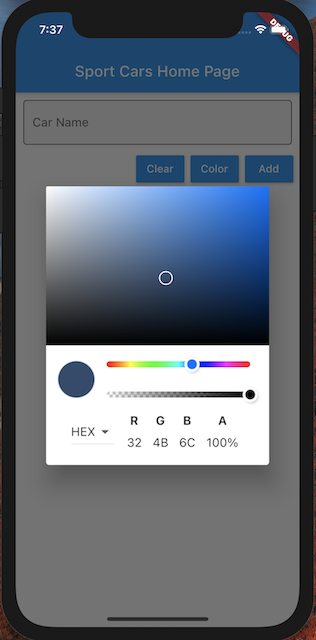 7:37
DEBUG
Sport Cars Home Page
Car Name
Clear Color Add
HEX R G B A
32 4B 6C 100%